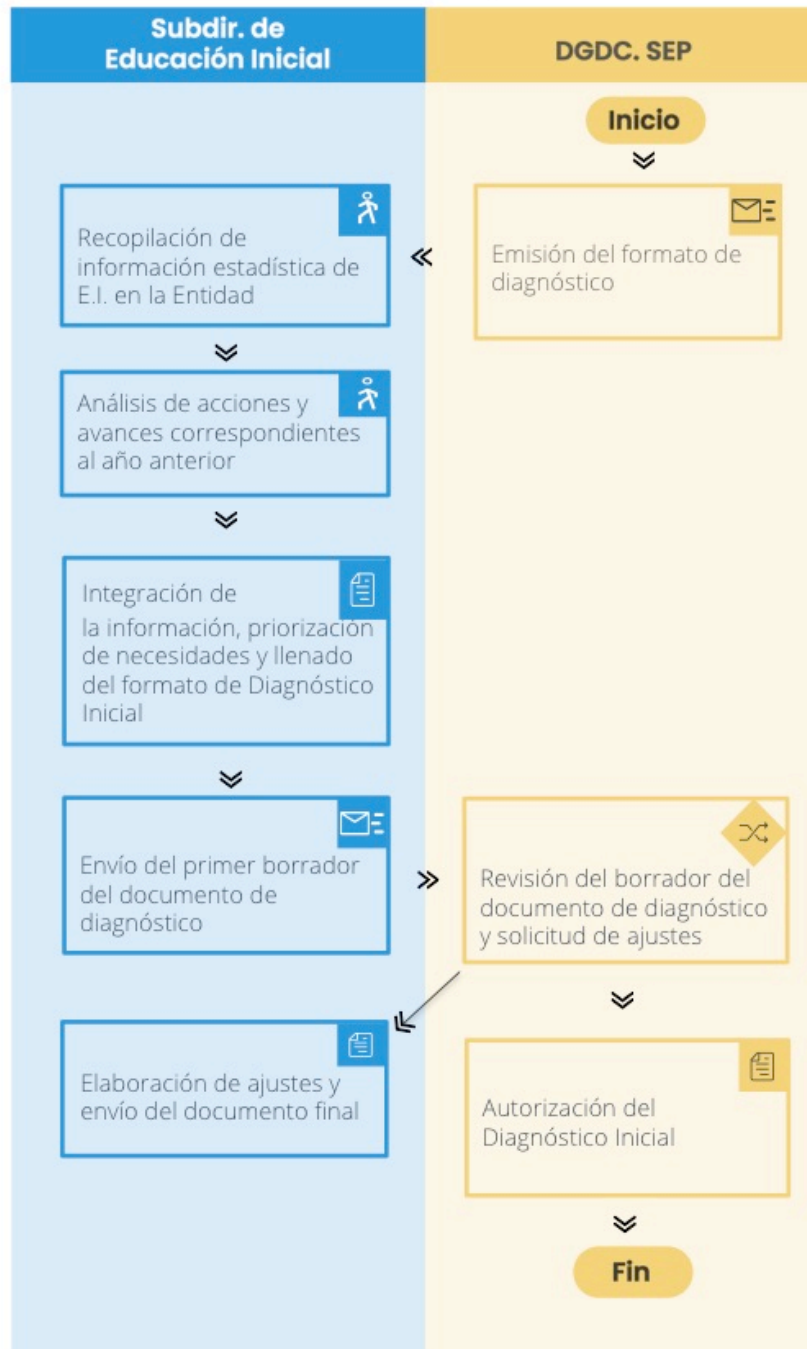 Subdir. de
Educación Inicial
DGDC. SEP
Inicio
Emisión del formato de
diagnóstico
Recopilación de
información estadística de
E.I. en la Entidad
Análisis de acciones y
avances correspondientes
al año anterior
Integración de
la información, priorización
de necesidades y llenado
del formato de Diagnóstico
Inicial
Envío del primer borrador
del documento de
diagnóstico
Revisión del borrador del
documento de diagnóstico
y solicitud de ajustes
Elaboración de ajustes y
envío del documento final
Autorización del
Diagnóstico Inicial
Fin